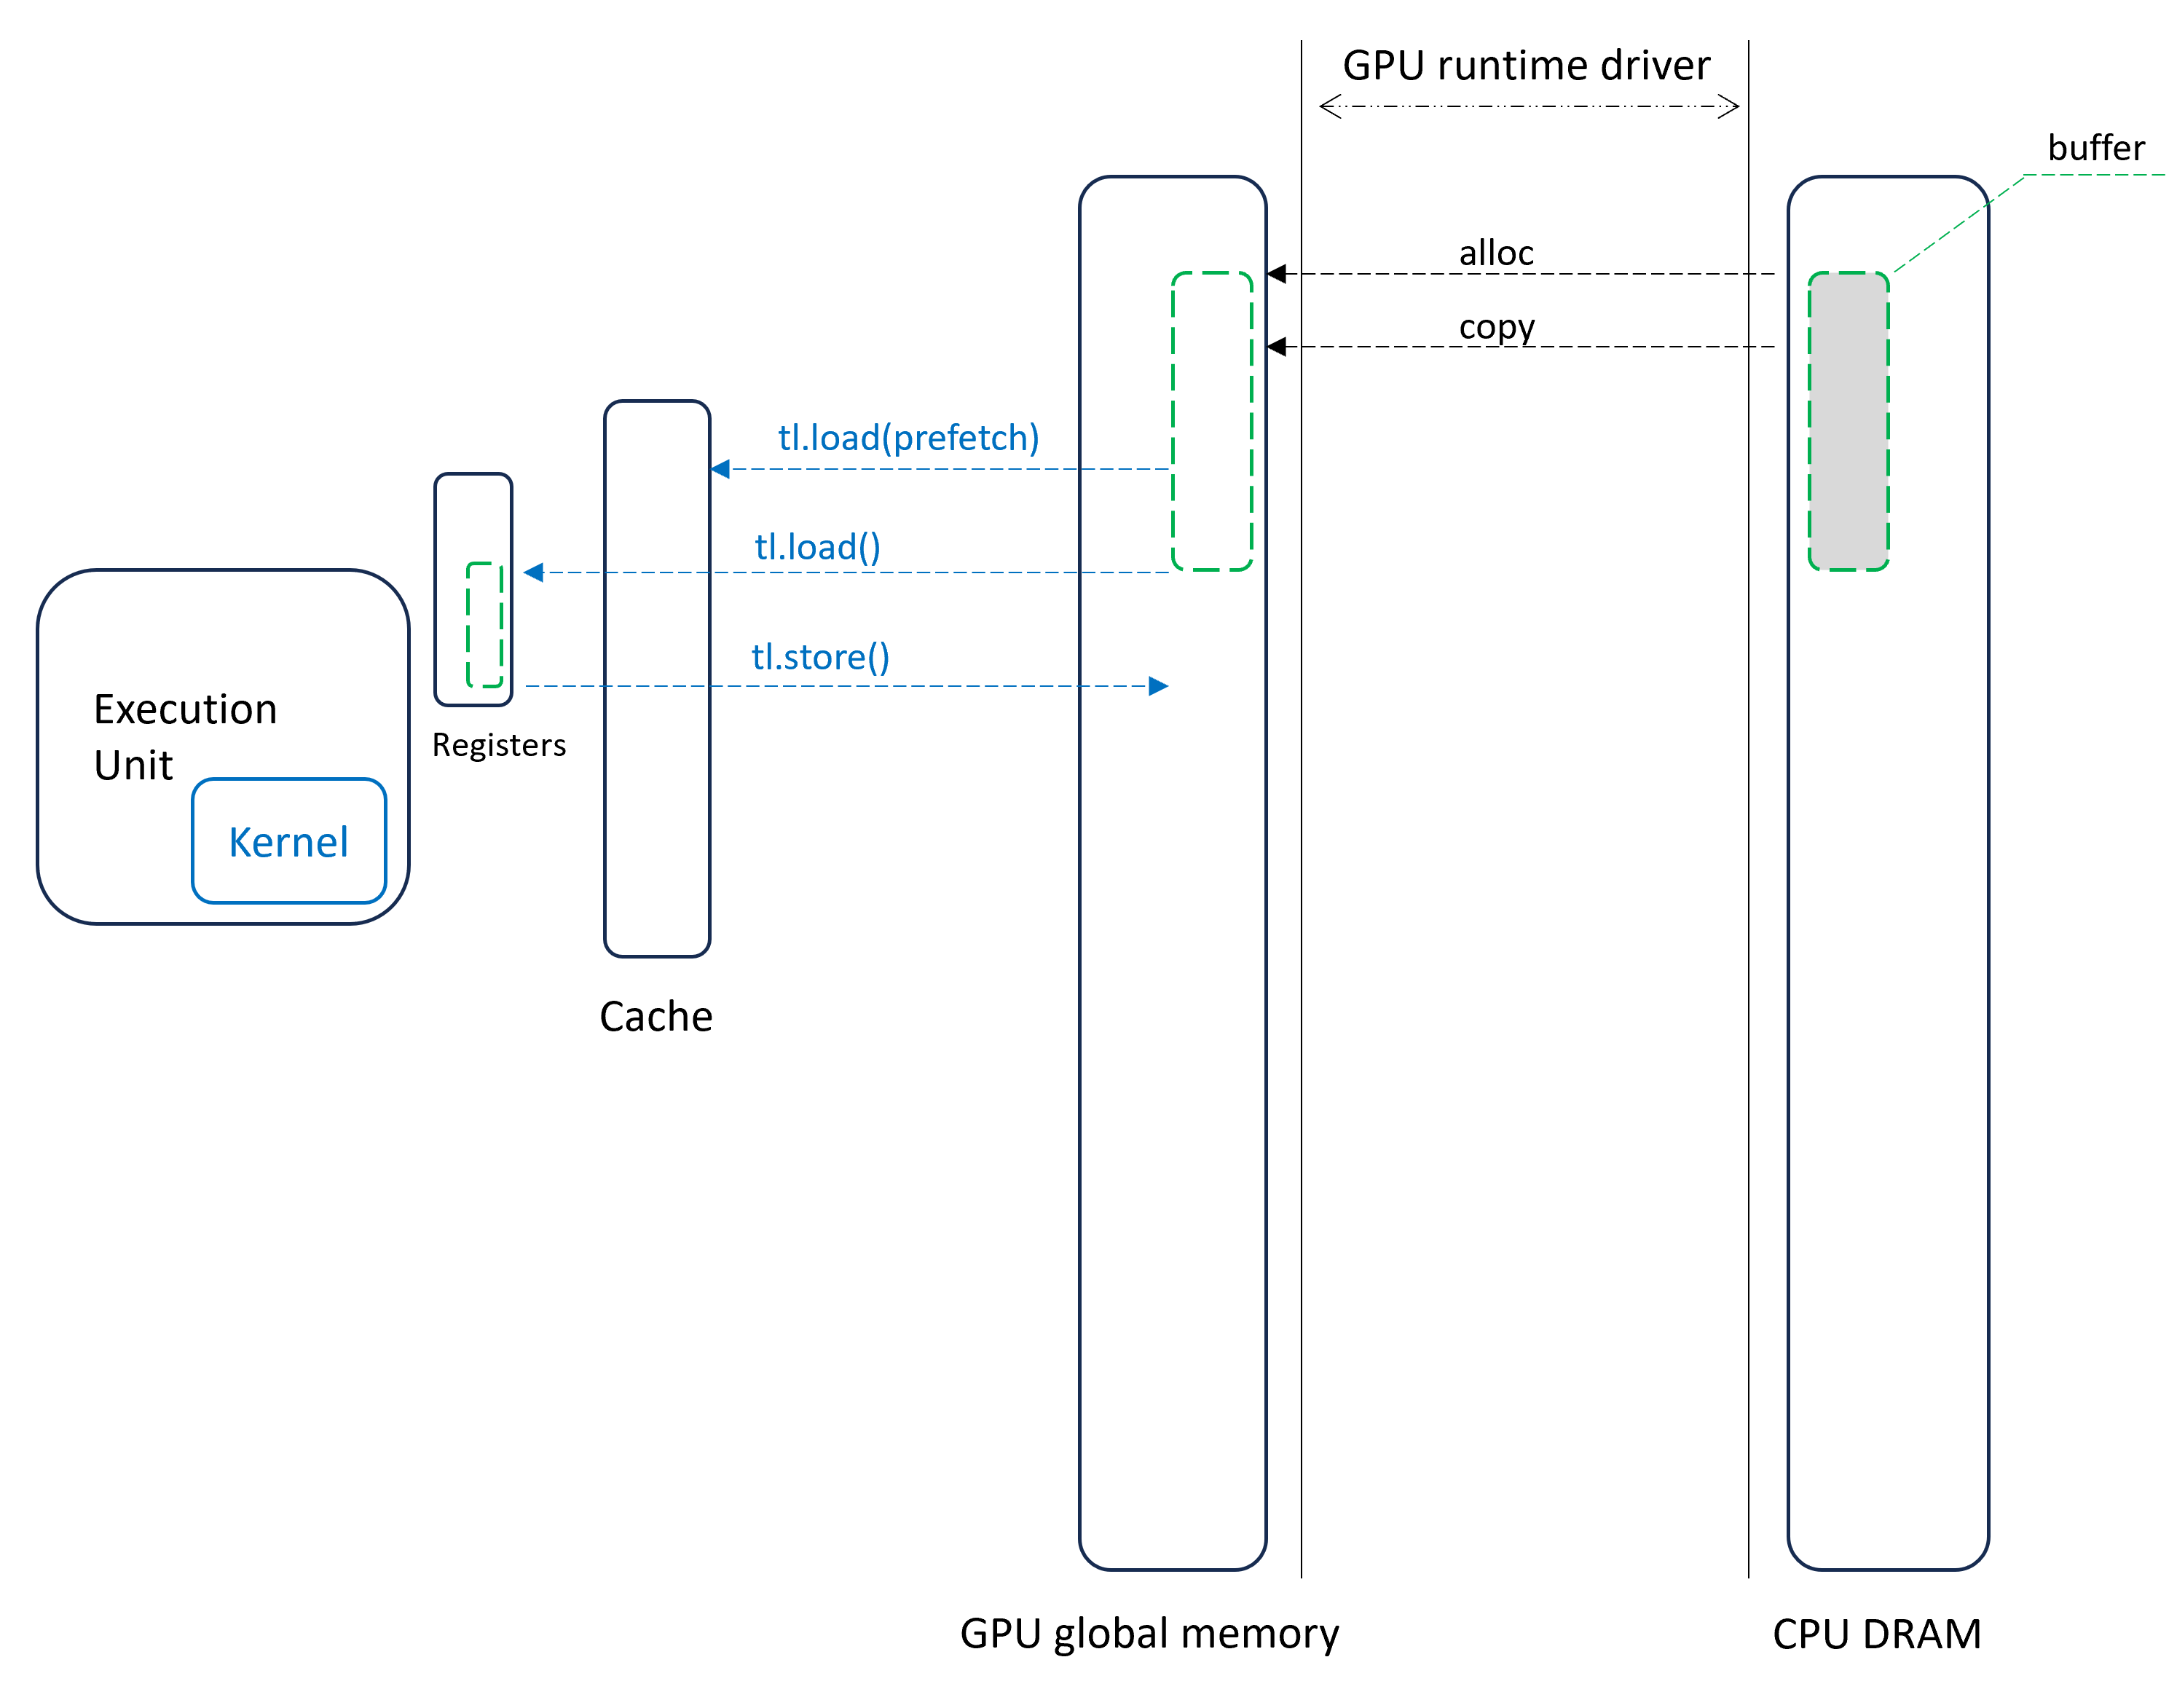 GPU runtime driver
buffer
alloc
copy
tl.load(prefetch)
tl.load()
tl.store()
Execution
Unit
Registers
Kernel
Cache
GPU global memory
CPU DRAM